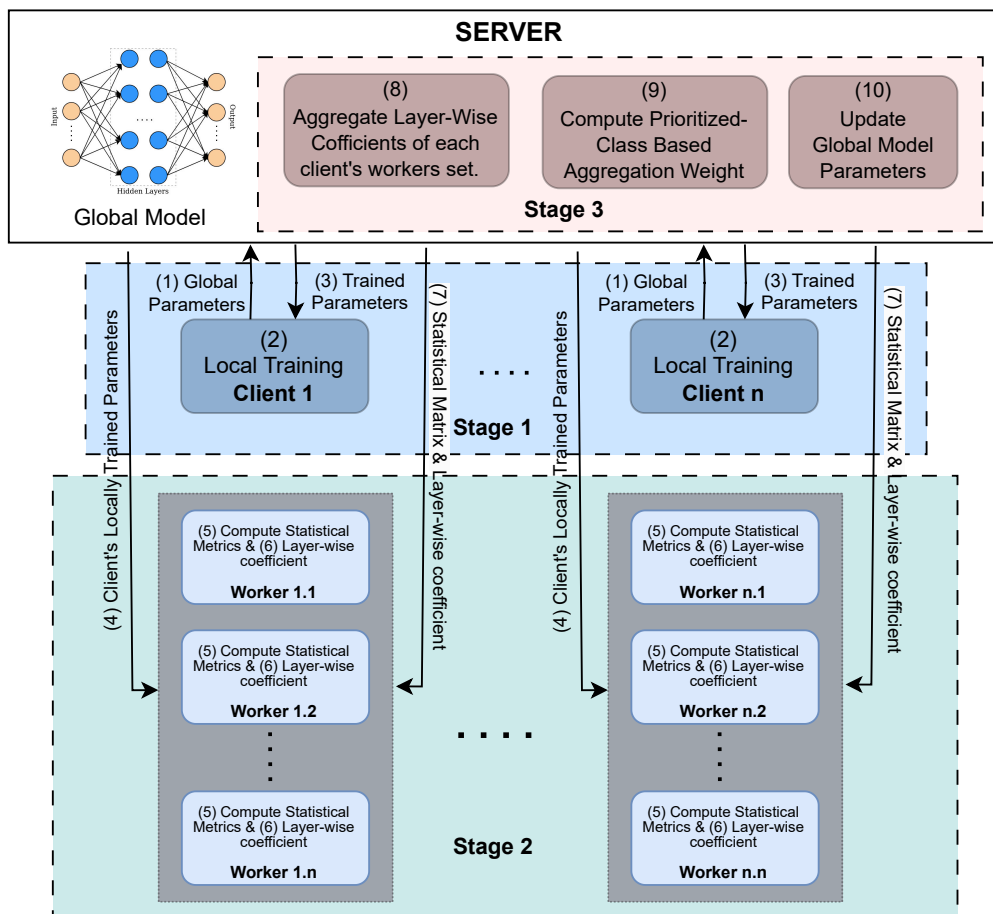 SERVER
Input
Output
Hidden Layers
Global Model
(8)
Aggregate Layer-Wise
Cofficients of each
client's workers set.
(9)
Compute Prioritized-
Class Based
Aggregation Weight
(10)
Update
Global Model
Parameters
Stage 3
(1) Global
Parameters
(3) Trained
Parameters
(1) Global
Parameters
(3) Trained
Parameters
(2)
Local Training
Client 1
. . . .
(2)
Local Training
Client n
Stage 1
(4) Client's Locally Trained Parameters
(7) Statistical Matrix & Layer-wise coefficient
(4) Client's Locally Trained Parameters
(7) Statistical Matrix & Layer-wise coefficient
(5) Compute Statistical
Metrics & (6) Layer-wise
coefficient
Worker 1.1
(5) Compute Statistical
Metrics & (6) Layer-wise
coefficient
Worker 1.2
(5) Compute Statistical
Metrics & (6) Layer-wise
coefficient
Worker 1.n
. . . .
Stage 2
(5) Compute Statistical
Metrics & (6) Layer-wise
coefficient
Worker n.1
(5) Compute Statistical
Metrics & (6) Layer-wise
coefficient
Worker n.2
(5) Compute Statistical
Metrics & (6) Layer-wise
coefficient
Worker n.n